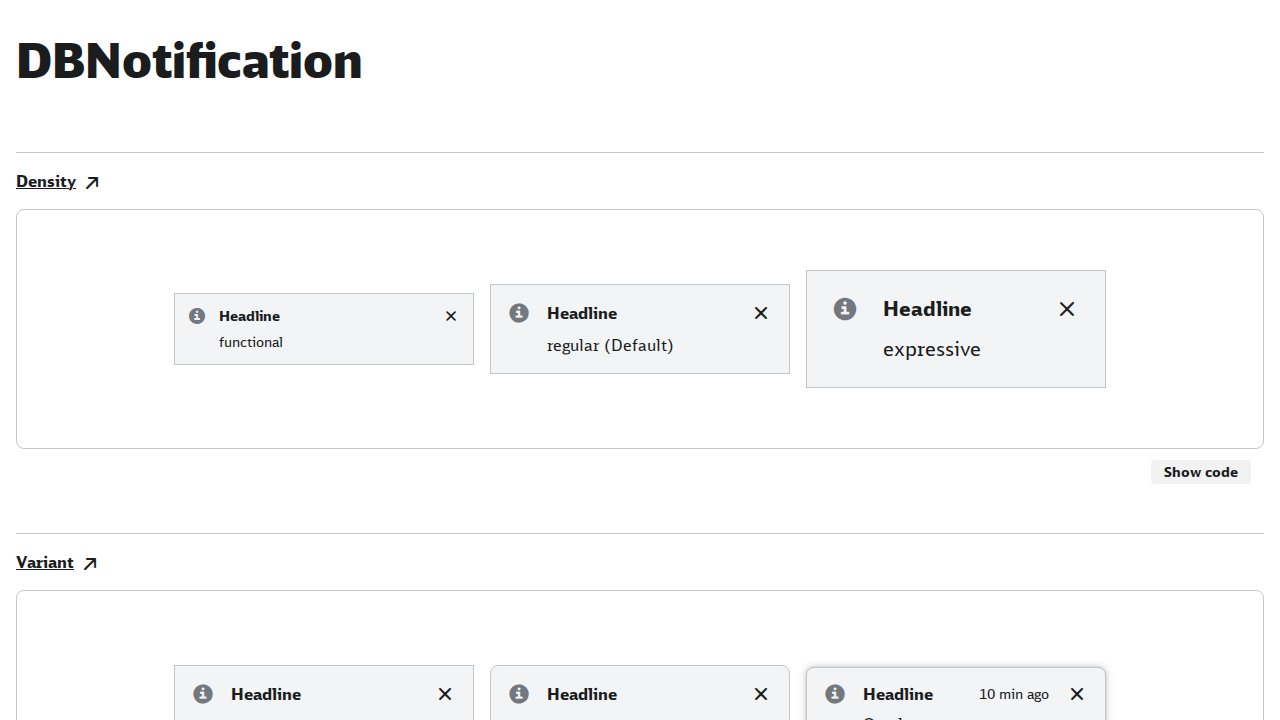 DBNotification
Density
Headline
functional
Headline
regular (Default)
Headline
expressive
Show code
Variant
Headline
Headline
Headline 10 min ago